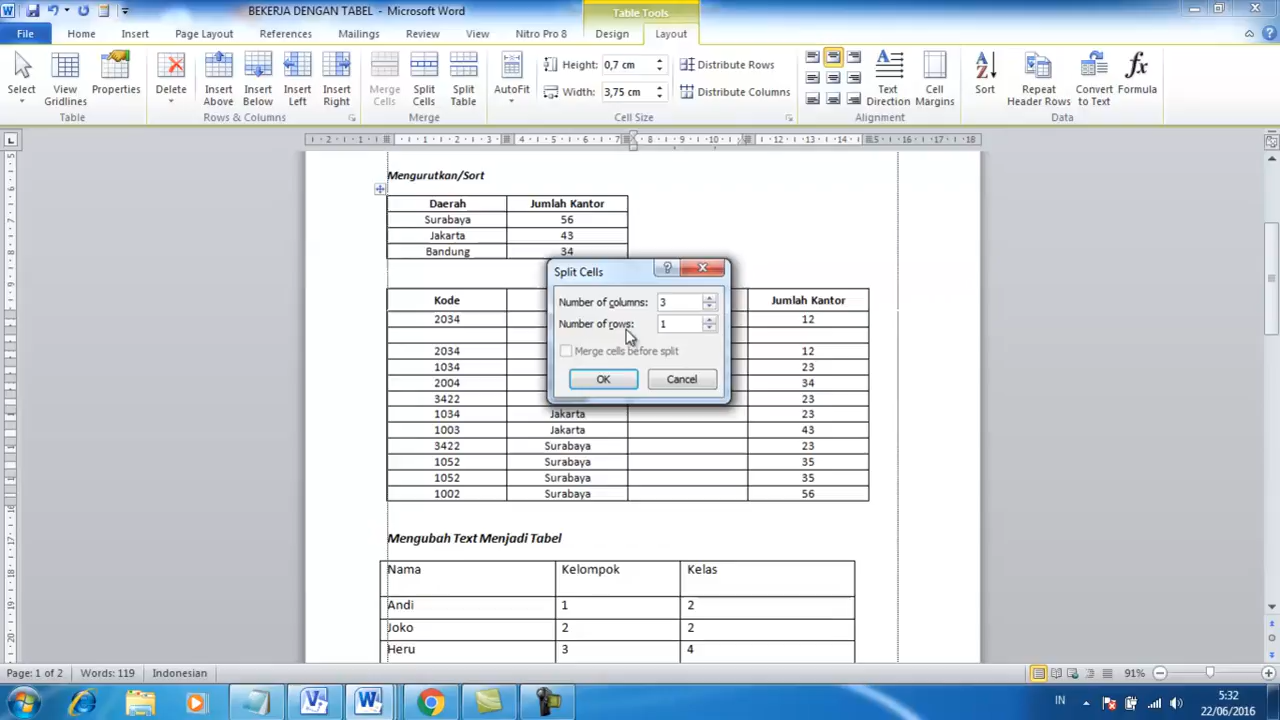 BEKERJA DENGAN TABEL - Microsoft Word
Table Tools
File Home Insert Page Layout References Mailings Review View Nitro Pro 8 Design Layout
Select
View Gridlines
Properties
Delete
Insert Above
Insert Below
Insert Left
Insert Right
Merge Cells
Split Cells
Split Table
AutoFit
Height: 0,7 cm
Width: 3,75 cm
Distribute Rows
Distribute Columns
Text Direction
Cell Margins
Sort
Repeat Header Rows
Convert to Text
Formula
Table Rows & Columns Merge Cell Size Alignment Data
Mengurutkan/Sort
Daerah Jumlah Kantor
Surabaya 56
Jakarta 43
Bandung 34
Split Cells
Number of columns: 3
Number of rows: 1
Merge cells before split
OK Cancel
Kode Jumlah Kantor
2034 12
2034 12
1034 23
2004 34
3422 23
1034 Jakarta 23
1003 Jakarta 43
3422 Surabaya 23
1052 Surabaya 35
1052 Surabaya 35
1002 Surabaya 56
Mengubah Text Menjadi Tabel
Nama Kelompok Kelas
Andi 1 2
Joko 2 2
Heru 3 4
Page: 1 of 2 Words: 119 Indonesian 91%
IN 5:32
22/06/2016